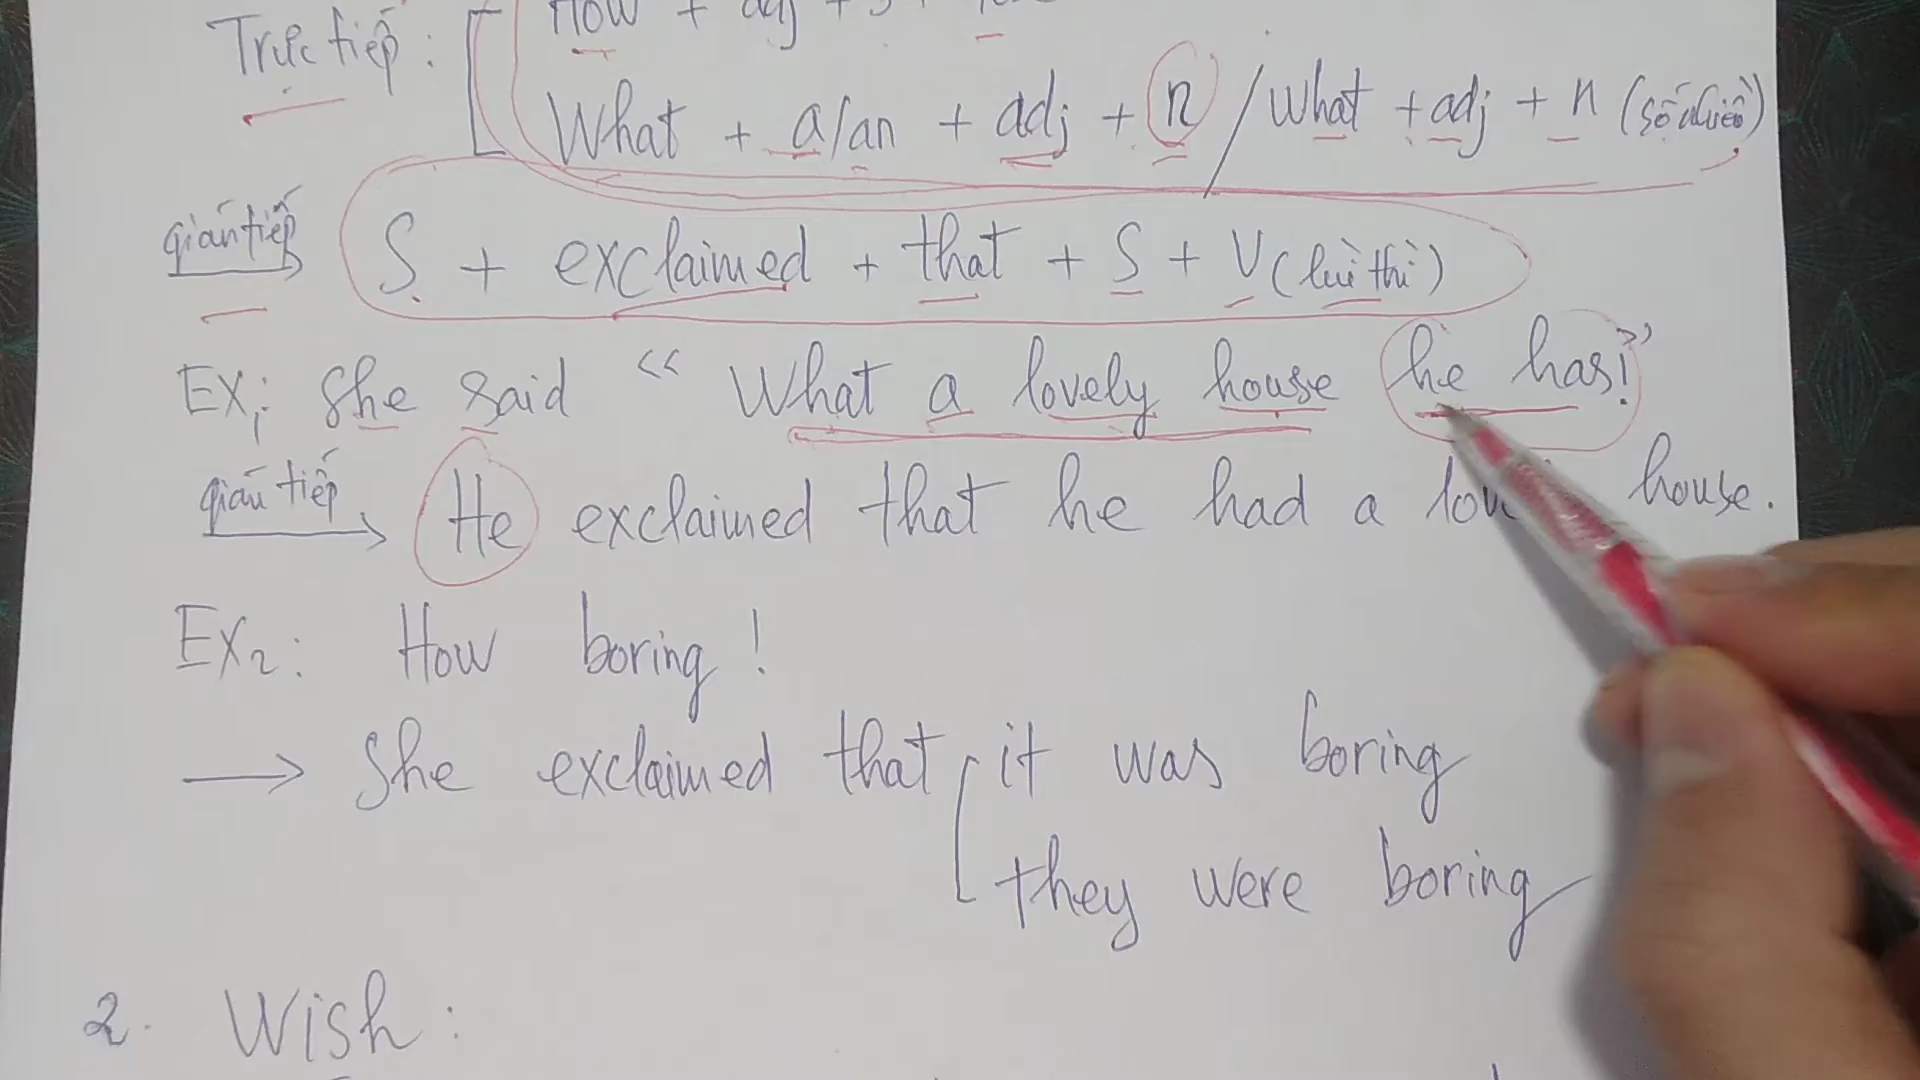 Trực tiếp: How + adj + S +
What + a/an + adj + n / what + adj + n (số nhiều)
gián tiếp S + exclaimed + that + S + V (lùi thì)
EX1: She said “ What a lovely house he has!”
gián tiếp He exclaimed that he had a house.
EX2: How boring !
→ She exclaimed that it was boring
they were boring
2. Wish: